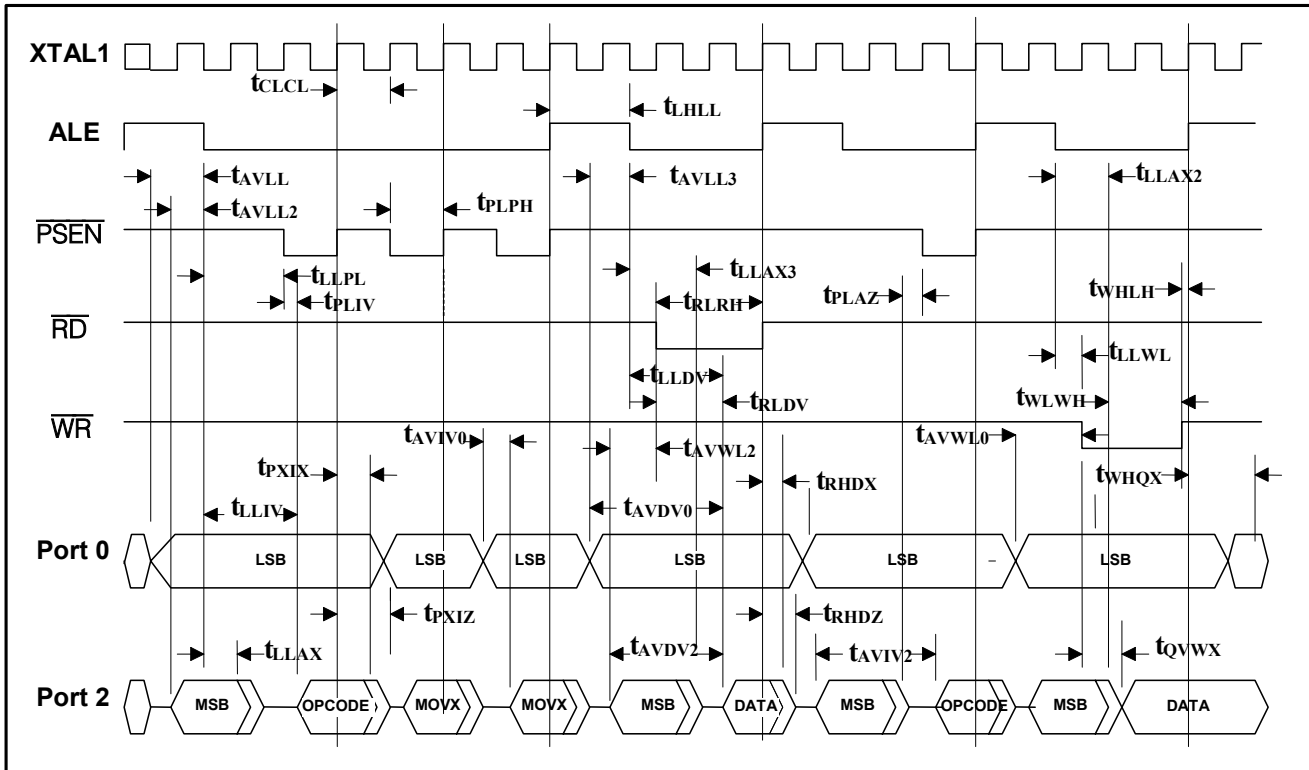 XTAL1
tCLCL
tLHLL
ALE
tAVLL
tAVLL3
tLLAX2
tAVLL2
tPLPH
PSEN
tLLPL
tLLAX3
tPLIV
tRLRH
tPLAZ
tWHLH
RD
tLLWL
tLLDV
tRLDV
tWLWH
WR
tAVIV0
tAVWL2
tAVWL0
tPXIX
tRHDX
tWHQX
tLLIV
tAVDV0
Port 0
LSB LSB LSB LSB LSB LSB
tPXIZ
tRHDZ
tLLAX
tAVDV2
tAVIV2
tQVWX
Port 2
MSB OPCODE MOVX MOVX MSB DATA MSB OPCODE MSB DATA